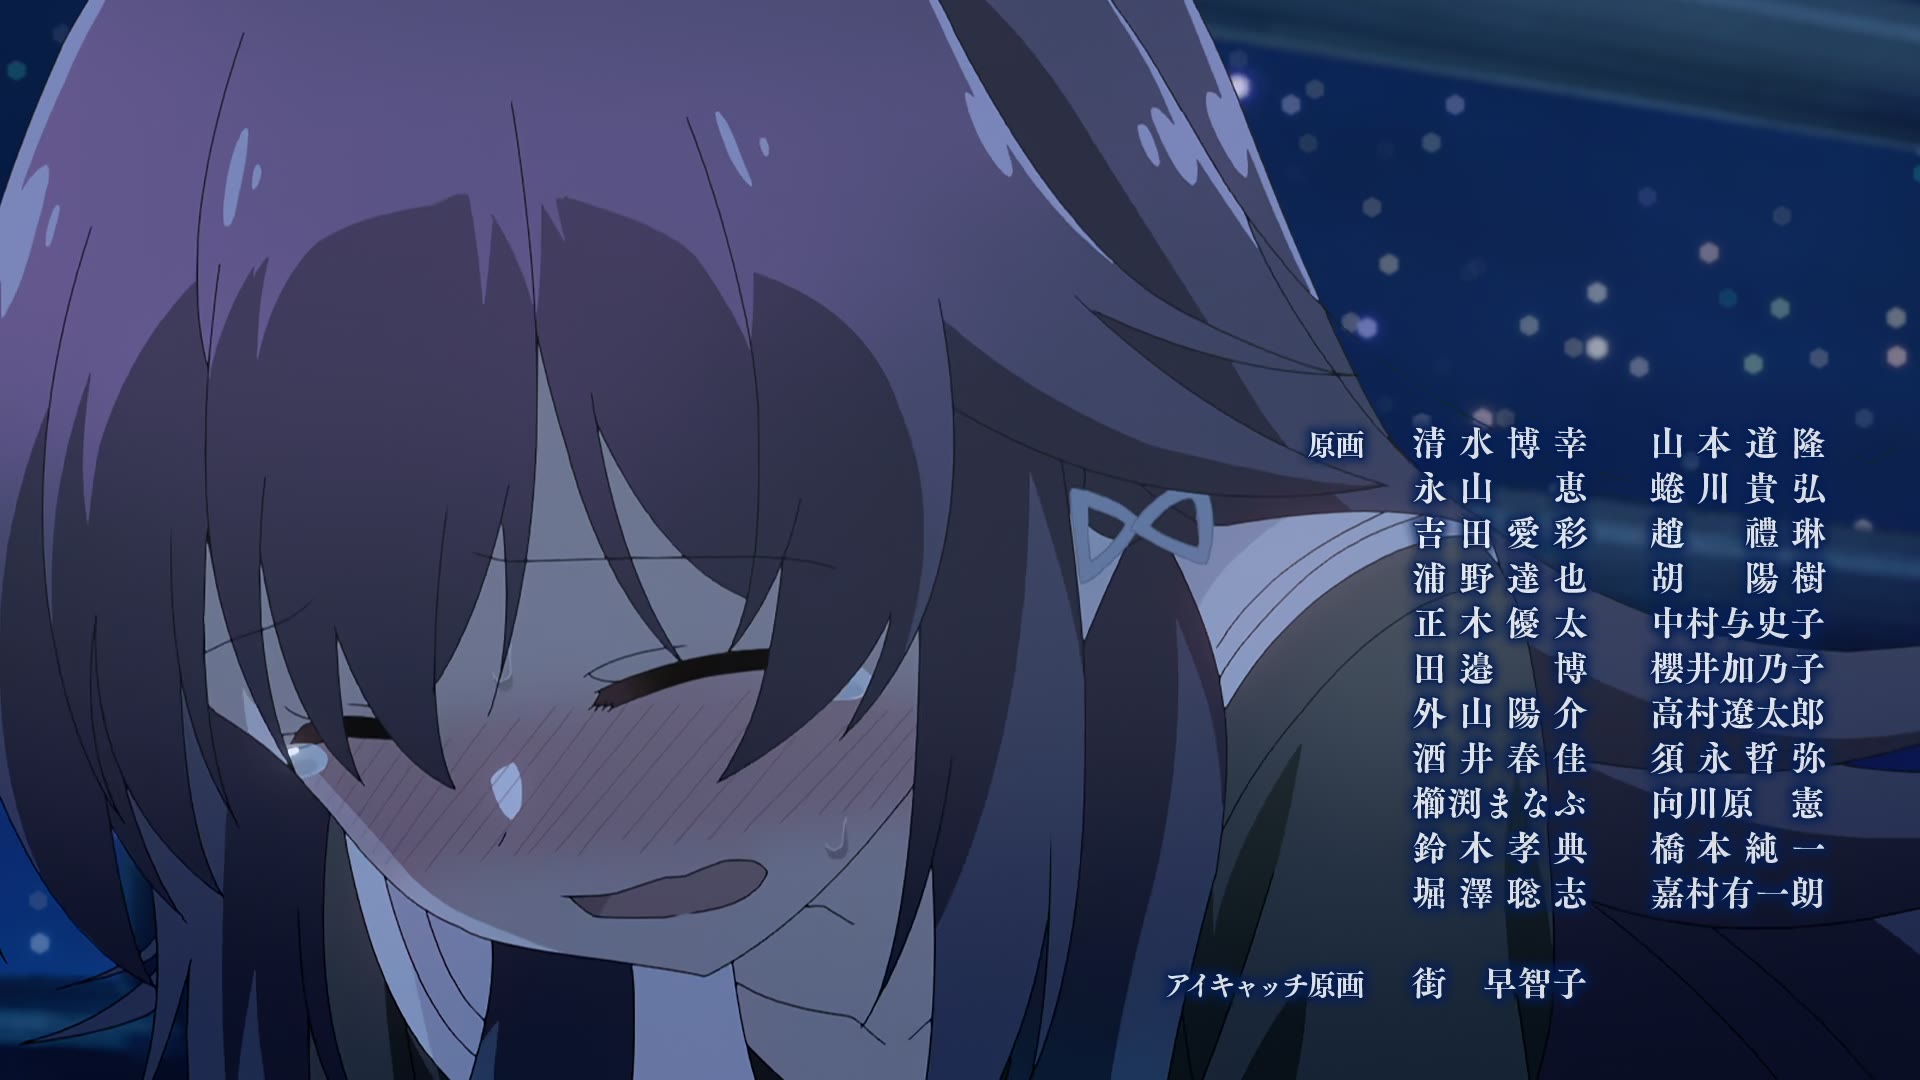 原画 清水博幸 山本道隆
永山 恵 蜷川貴弘
吉田愛彩 趙 禮琳
浦野達也 胡 陽樹
正木優太 中村与史子
田邉 博 櫻井加乃子
外山陽介 高村遼太郎
酒井春佳 須永哲弥
櫛渕まなぶ 向川原 憲
鈴木孝典 橋本純一
堀澤聡志 嘉村有一朗
アイキャッチ原画 街 早智子